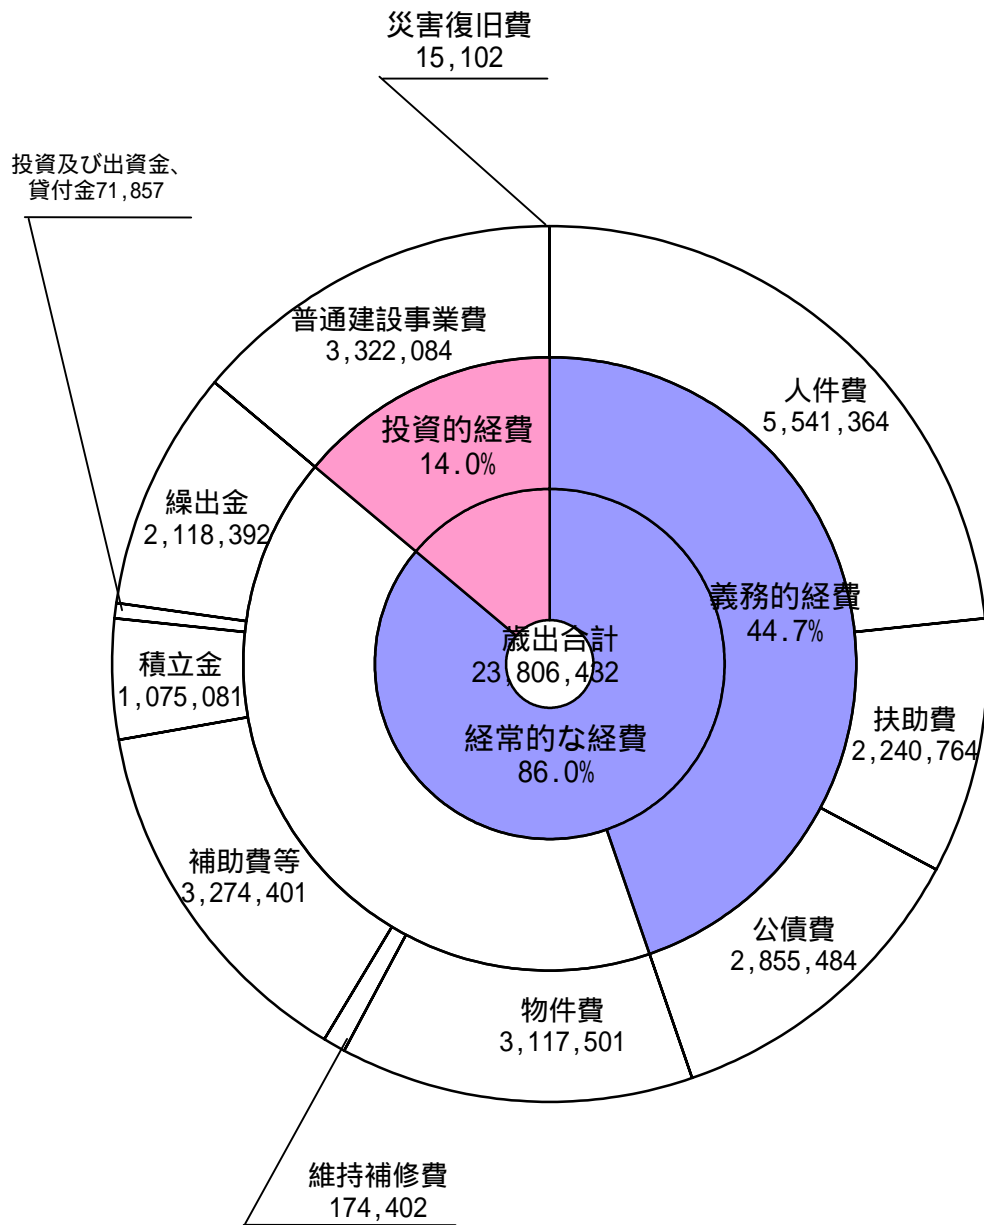 災害復旧費
15,102
投資及び出資金、
貸付金71,857
普通建設事業費
3,322,084
人件費
5,541,364
投資的経費
14.0%
繰出金
2,118,392
義務的経費
44.7%
歳出合計
23,806,432
積立金
1,075,081
扶助費
2,240,764
経常的な経費
86.0%
補助費等
3,274,401
公債費
2,855,484
物件費
3,117,501
維持補修費
174,402